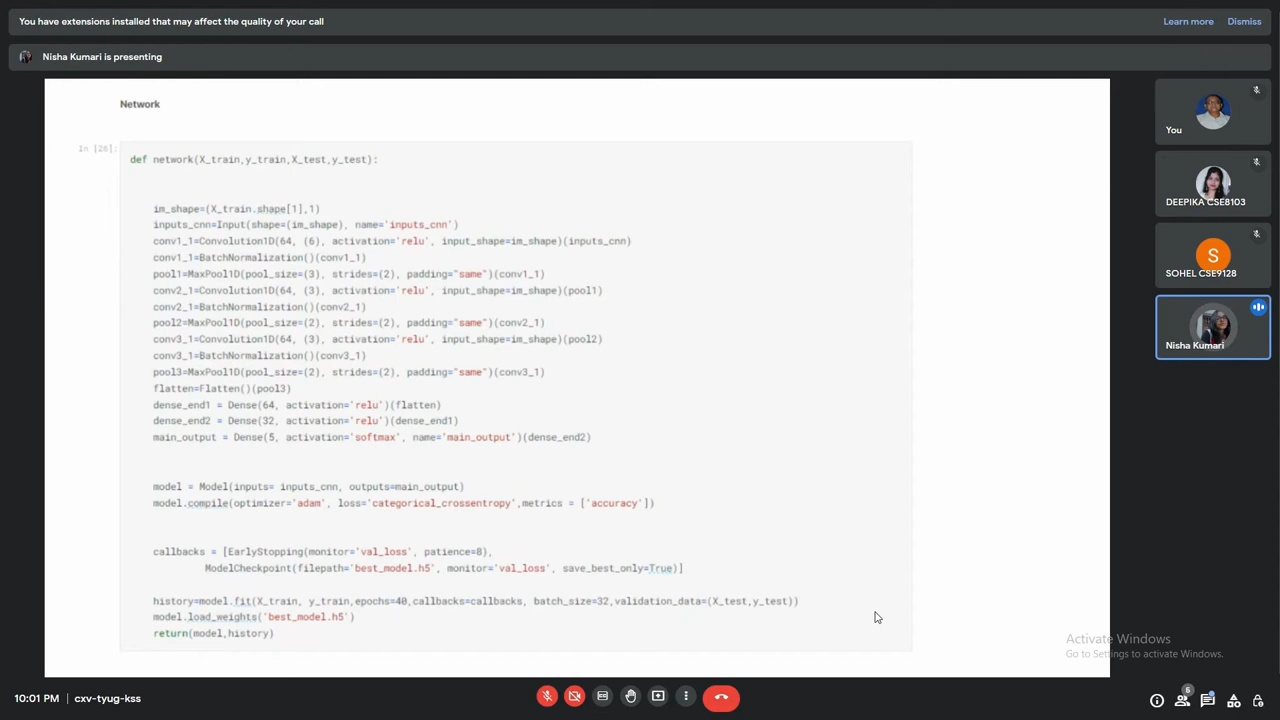 You have extensions installed that may affect the quality of your call
Learn more
Dismiss
Nisha Kumari is presenting
Network
In [26]:
def network(X_train,y_train,X_test,y_test):
im_shape=(X_train.shape[1],1)
inputs_cnn=Input(shape=(im_shape), name='inputs_cnn')
conv1_1=Convolution1D(64, (6), activation='relu', input_shape=im_shape)(inputs_cnn)
conv1_1=BatchNormalization()(conv1_1)
pool1=MaxPool1D(pool_size=(3), strides=(2), padding="same")(conv1_1)
conv2_1=Convolution1D(64, (3), activation='relu', input_shape=im_shape)(pool1)
conv2_1=BatchNormalization()(conv2_1)
pool2=MaxPool1D(pool_size=(2), strides=(2), padding="same")(conv2_1)
conv3_1=Convolution1D(64, (3), activation='relu', input_shape=im_shape)(pool2)
conv3_1=BatchNormalization()(conv3_1)
pool3=MaxPool1D(pool_size=(2), strides=(2), padding="same")(conv3_1)
flatten=Flatten()(pool3)
dense_end1 = Dense(64, activation='relu')(flatten)
dense_end2 = Dense(32, activation='relu')(dense_end1)
main_output = Dense(5, activation='softmax', name='main_output')(dense_end2)
model = Model(inputs= inputs_cnn, outputs=main_output)
model.compile(optimizer='adam', loss='categorical_crossentropy',metrics = ['accuracy'])
callbacks = [EarlyStopping(monitor='val_loss', patience=8),
ModelCheckpoint(filepath='best_model.h5', monitor='val_loss', save_best_only=True)]
history=model.fit(X_train, y_train,epochs=40,callbacks=callbacks, batch_size=32,validation_data=(X_test,y_test))
model.load_weights('best_model.h5')
return(model,history)
You
DEEPIKA CSE8103
S
SOHEL CSE9128
Nisha Kumari
Activate Windows
Go to Settings to activate Windows.
10:01 PM | cxv-tyug-kss
6